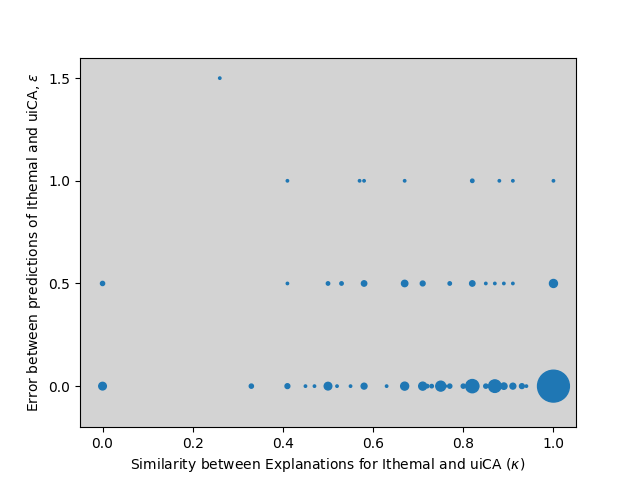 Error between predictions of Ithemal and uiCA, ε
1.5
1.0
0.5
0.0
0.0 0.2 0.4 0.6 0.8 1.0
Similarity between Explanations for Ithemal and uiCA (κ)